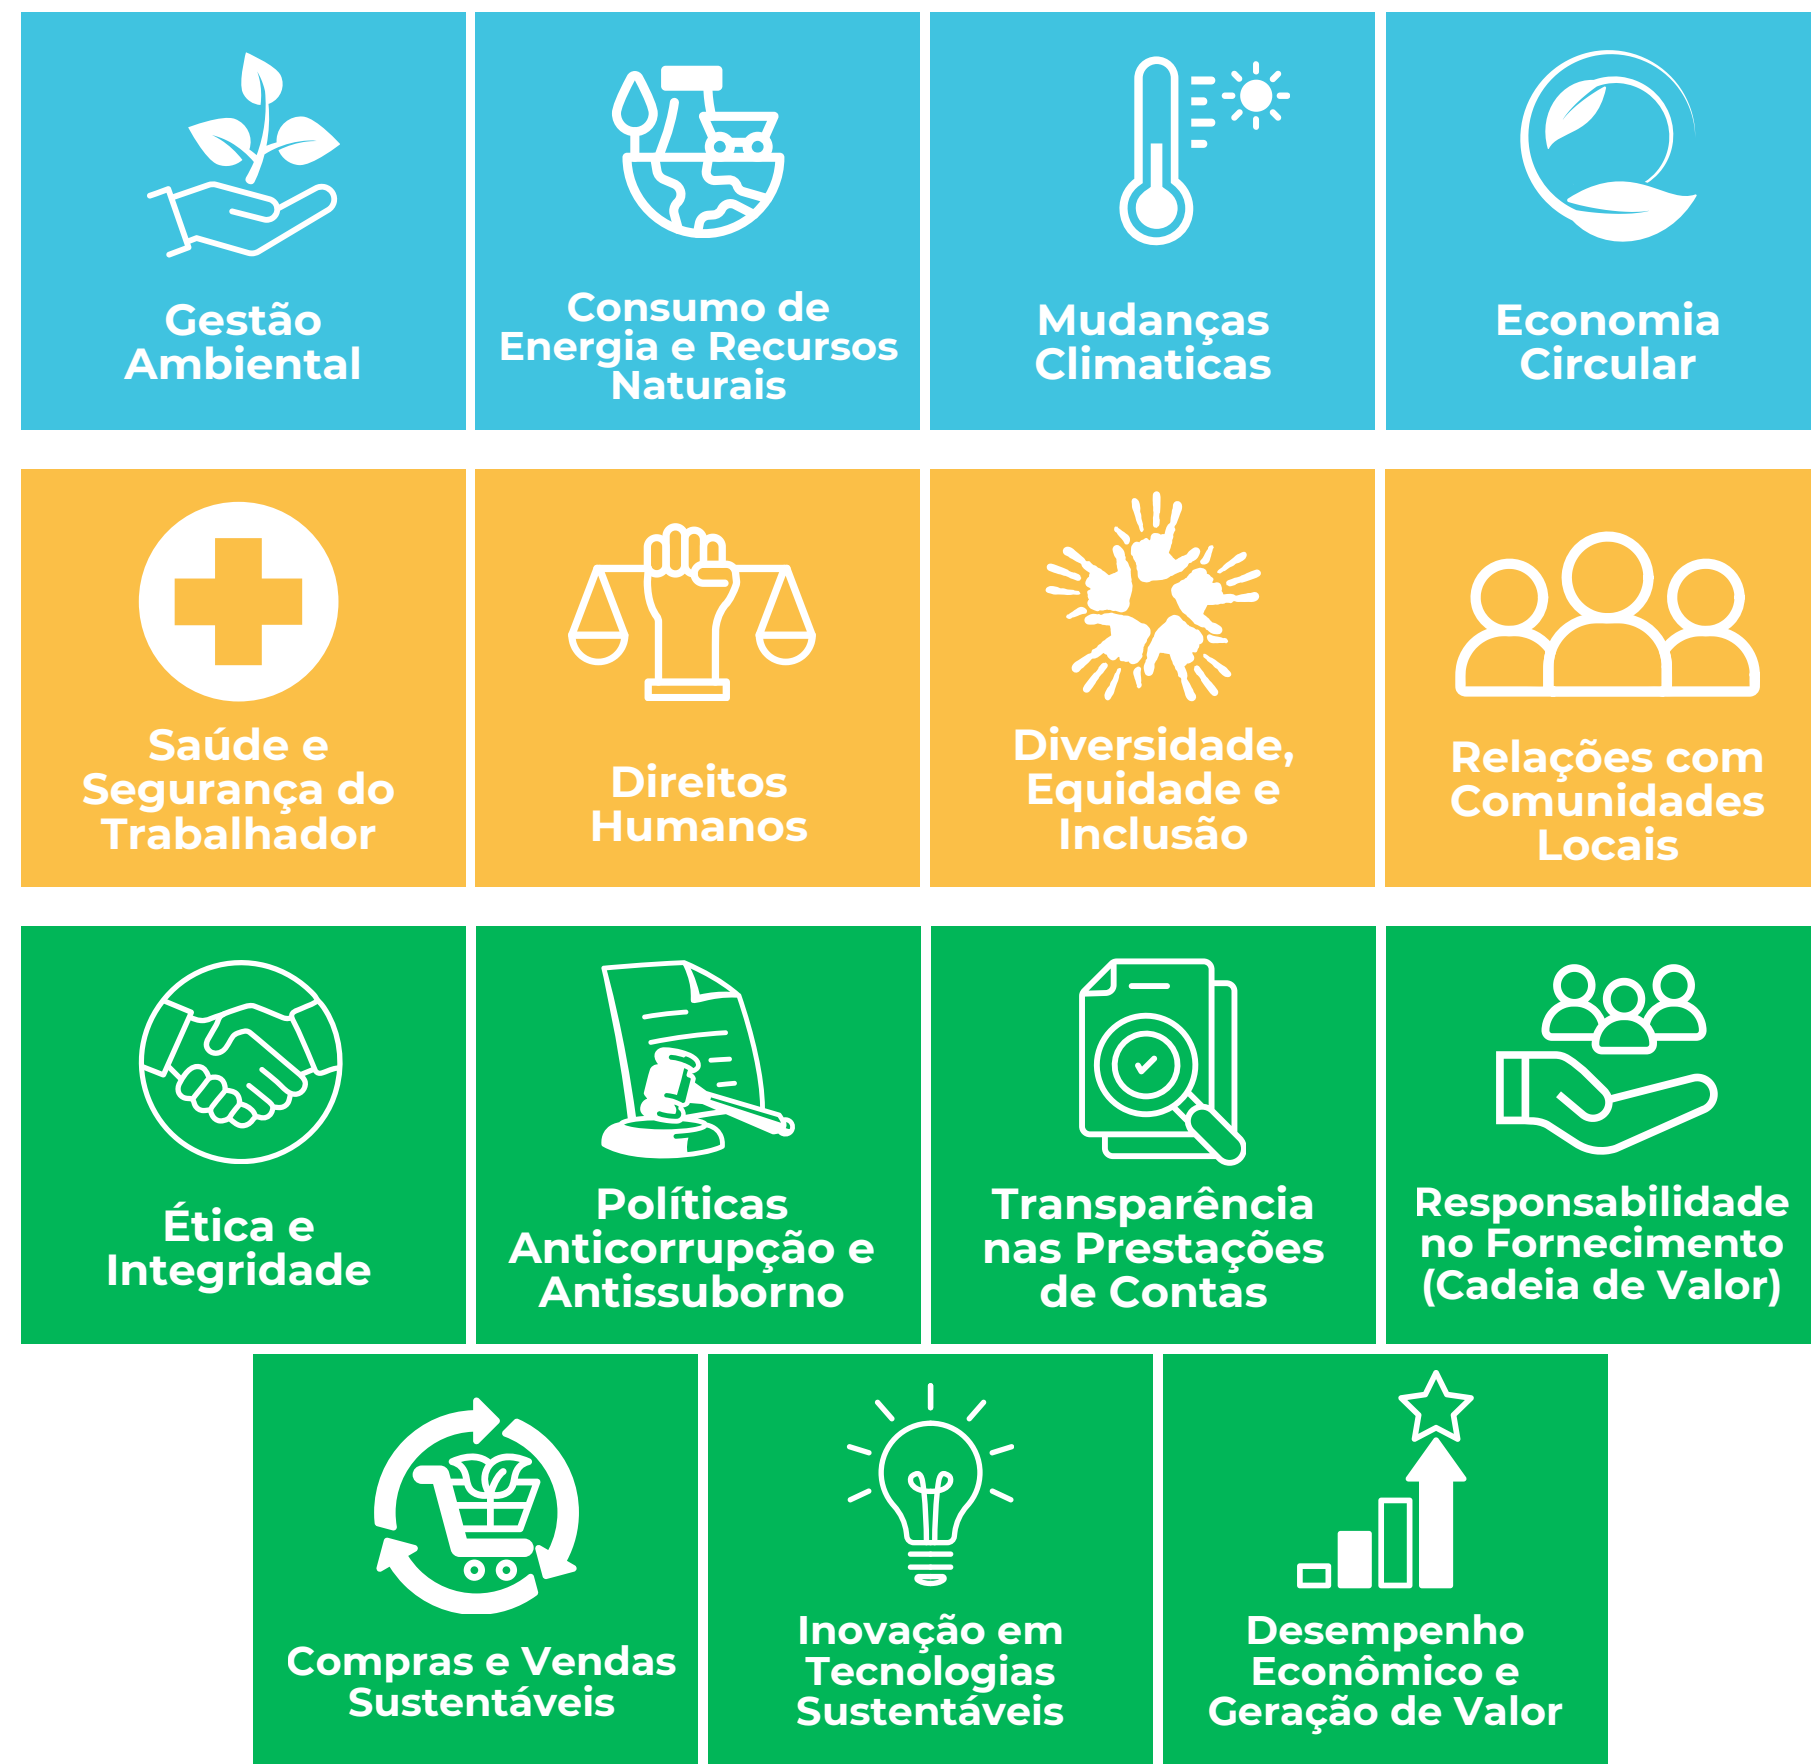 Gestão
Ambiental
Consumo de
Energia e Recursos
Naturais
Mudanças
Climaticas
Economia
Circular
Saúde e
Segurança do
Trabalhador
Direitos
Humanos
Diversidade,
Equidade e
Inclusão
Relações com
Comunidades
Locais
Ética e
Integridade
Políticas
Anticorrupção e
Antissuborno
Transparência
nas Prestações
de Contas
Responsabilidade
no Fornecimento
(Cadeia de Valor)
Compras e Vendas
Sustentáveis
Inovação em
Tecnologias
Sustentáveis
Desempenho
Econômico e
Geração de Valor